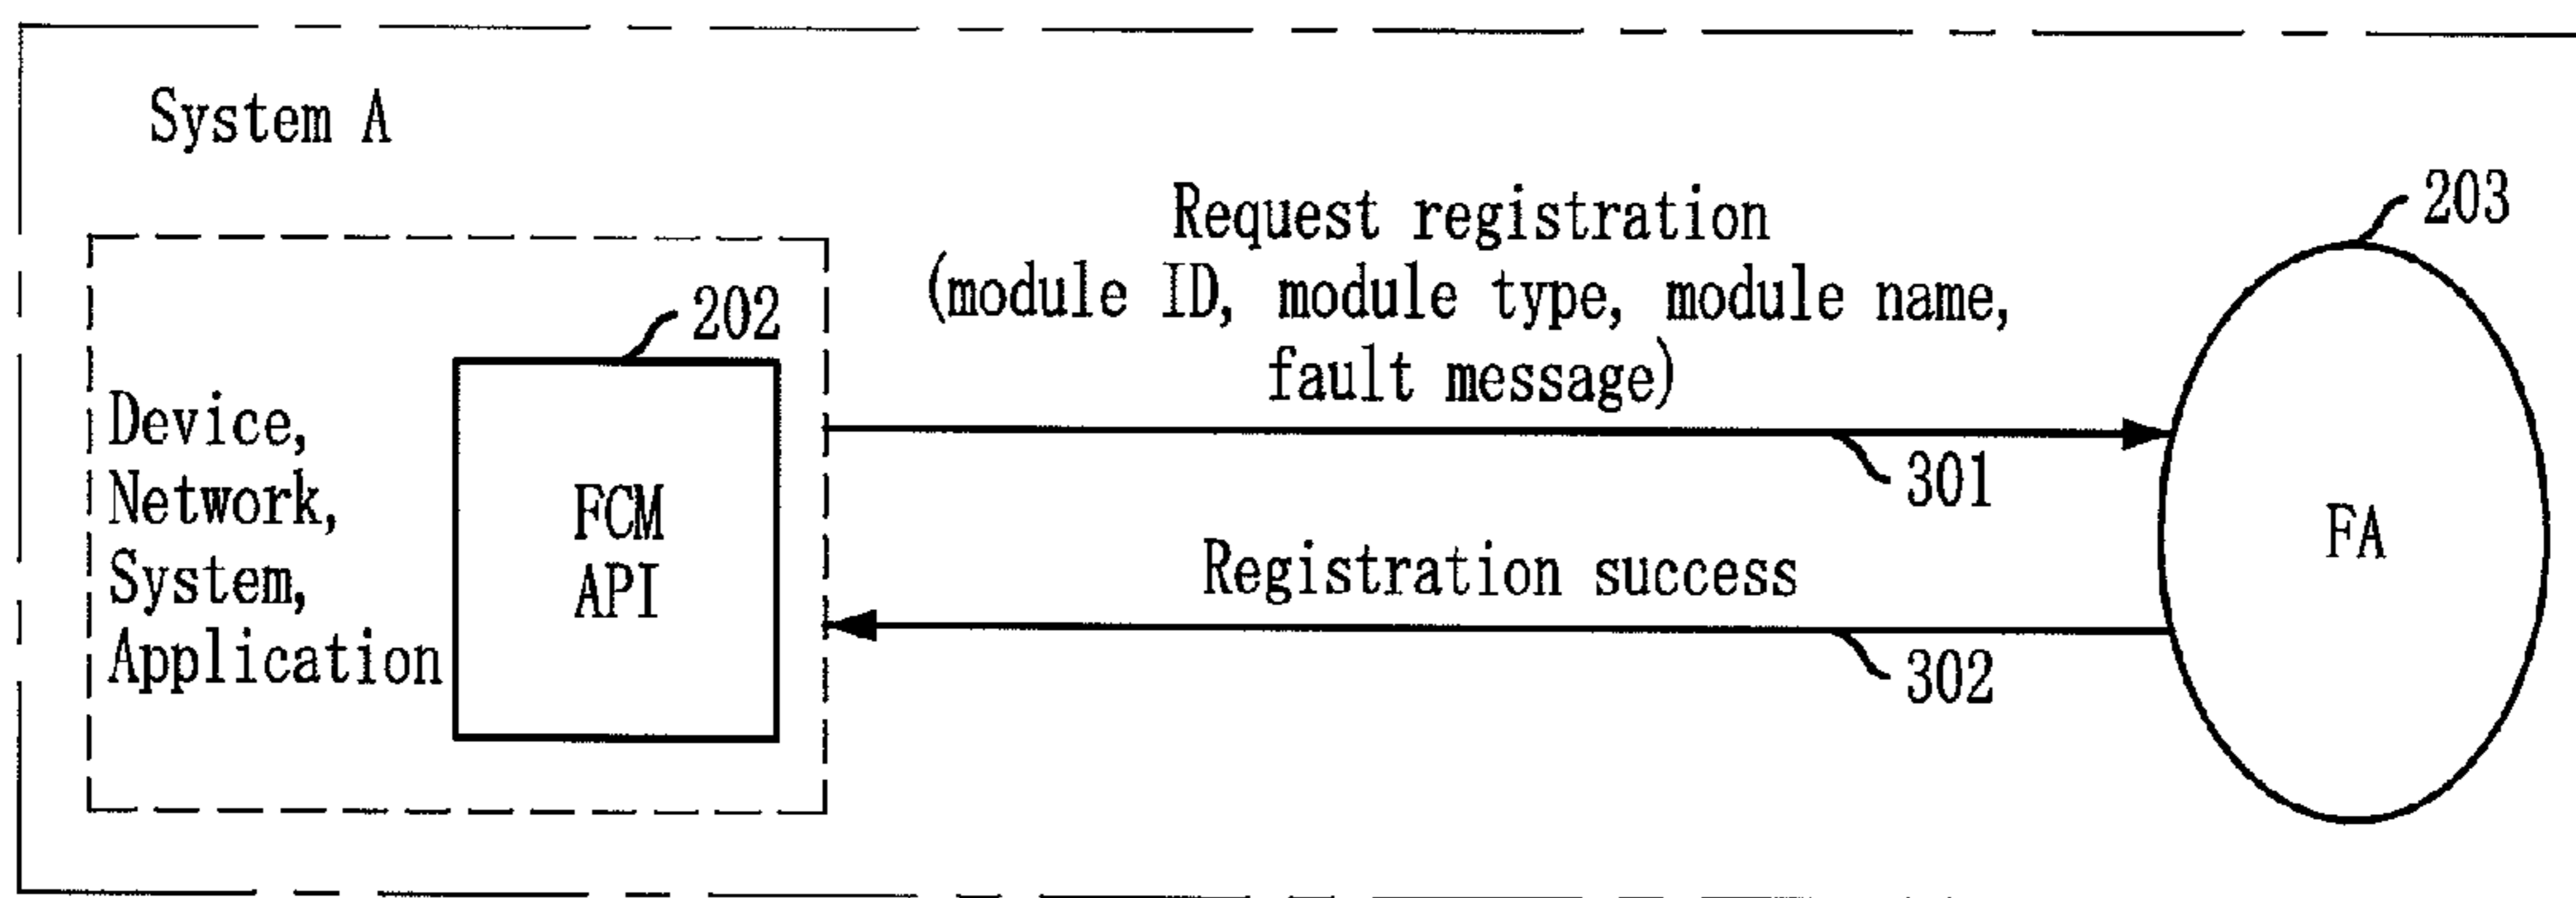 System A
203
Request registration
(module ID, module type, module name,
fault message)
202
Device,
Network,
System,
Application
FCM
API
301
FA
Registration success
302